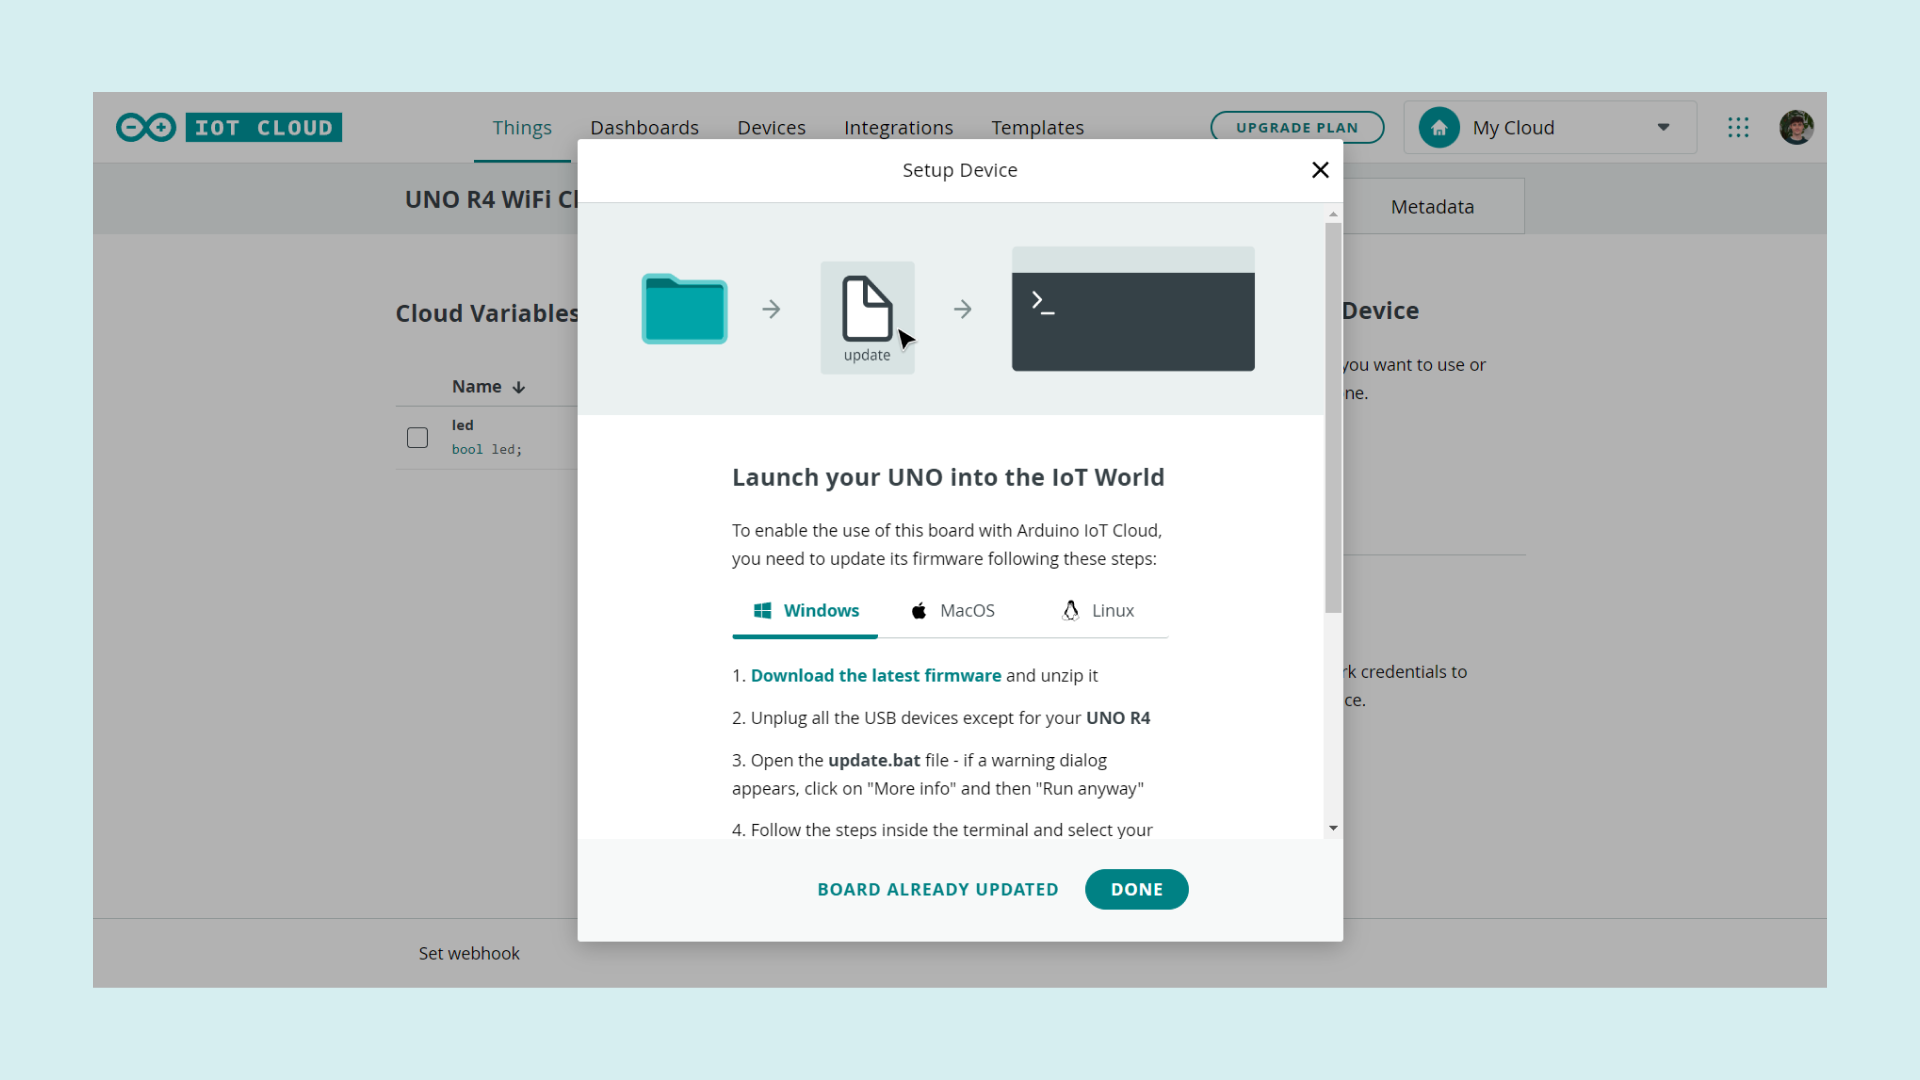 IOT CLOUD
Things
Dashboards
Devices
Integrations
Templates
UPGRADE PLAN
My Cloud
Setup Device
UNO R4 WiFi
Metadata
update
Cloud Variables
Device
you want to use or
Name
led
bool led;
Launch your UNO into the IoT World
To enable the use of this board with Arduino IoT Cloud,
you need to update its firmware following these steps:
Windows
MacOS
Linux
1. Download the latest firmware and unzip it
2. Unplug all the USB devices except for your UNO R4
3. Open the update.bat file - if a warning dialog
appears, click on "More info" and then "Run anyway"
4. Follow the steps inside the terminal and select your
credentials to
BOARD ALREADY UPDATED
DONE
Set webhook